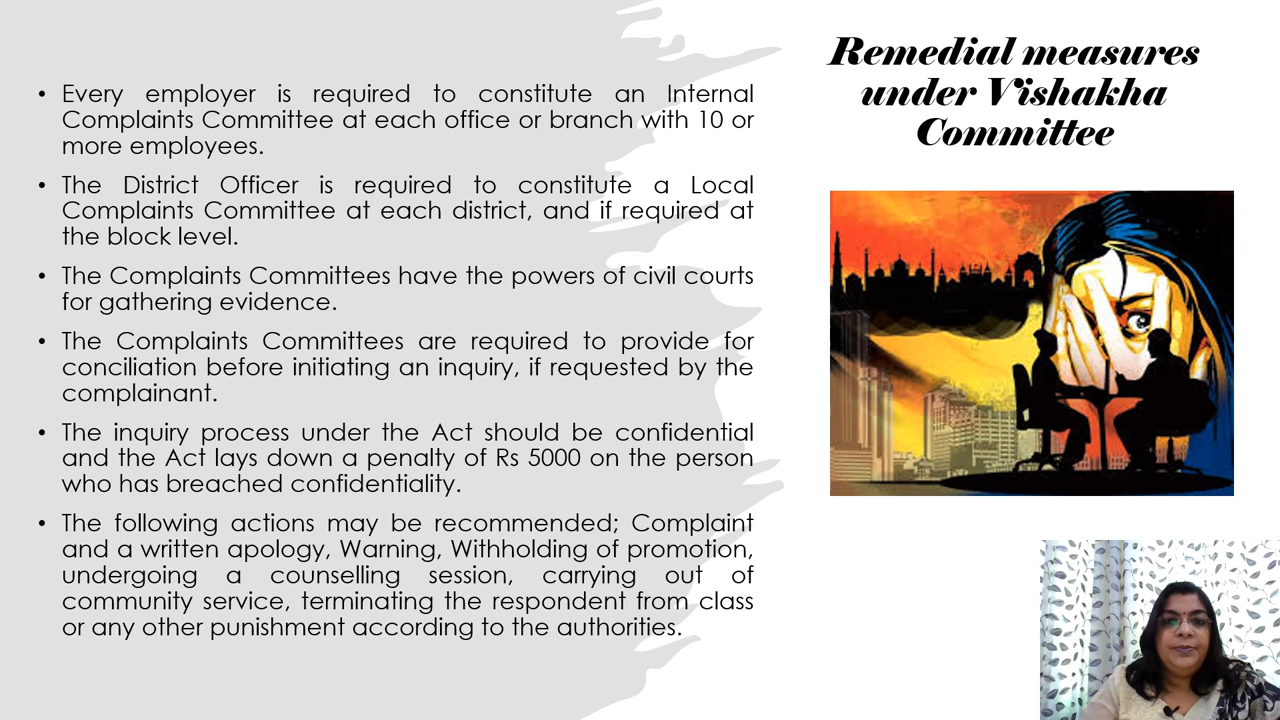 Remedial measures
under Vishakha
Committee
• Every employer is required to constitute an Internal
Complaints Committee at each office or branch with 10 or
more employees.
• The District Officer is required to constitute a Local
Complaints Committee at each district, and if required at
the block level.
• The Complaints Committees have the powers of civil courts
for gathering evidence.
• The Complaints Committees are required to provide for
conciliation before initiating an inquiry, if requested by the
complainant.
• The inquiry process under the Act should be confidential
and the Act lays down a penalty of Rs 5000 on the person
who has breached confidentiality.
• The following actions may be recommended; Complaint
and a written apology, Warning, Withholding of promotion,
undergoing a counselling session, carrying out of
community service, terminating the respondent from class
or any other punishment according to the authorities.